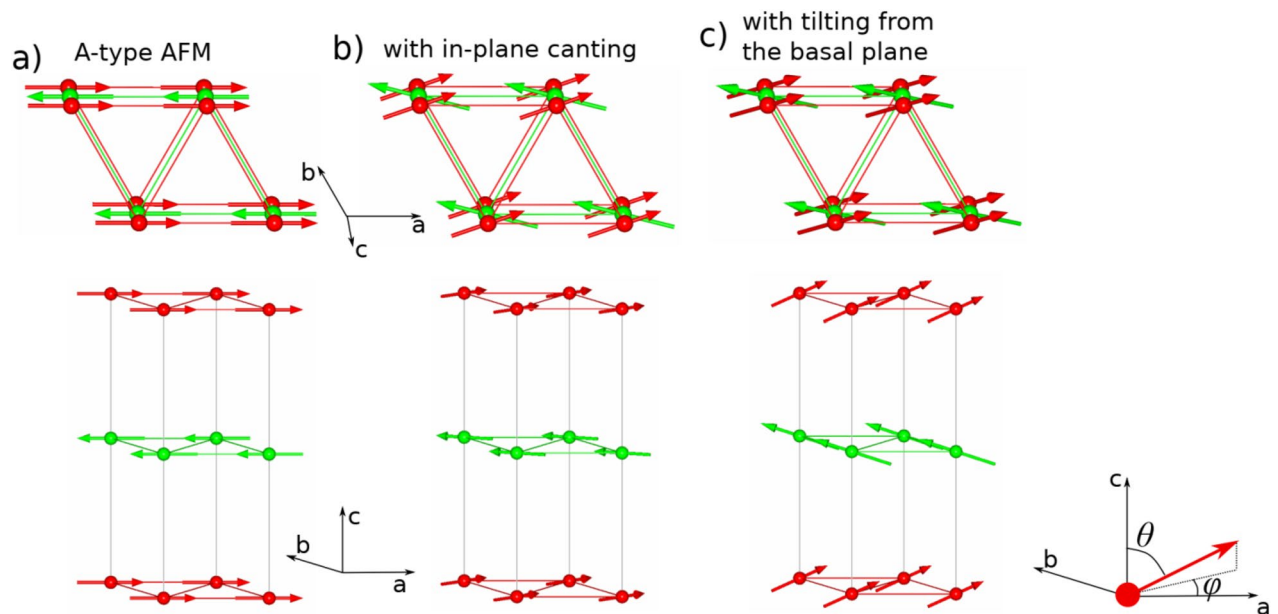 a) A-type AFM
b) with in-plane canting
c) with tilting from
the basal plane
b
a
c
c
b
a
c
θ
b
φ
a